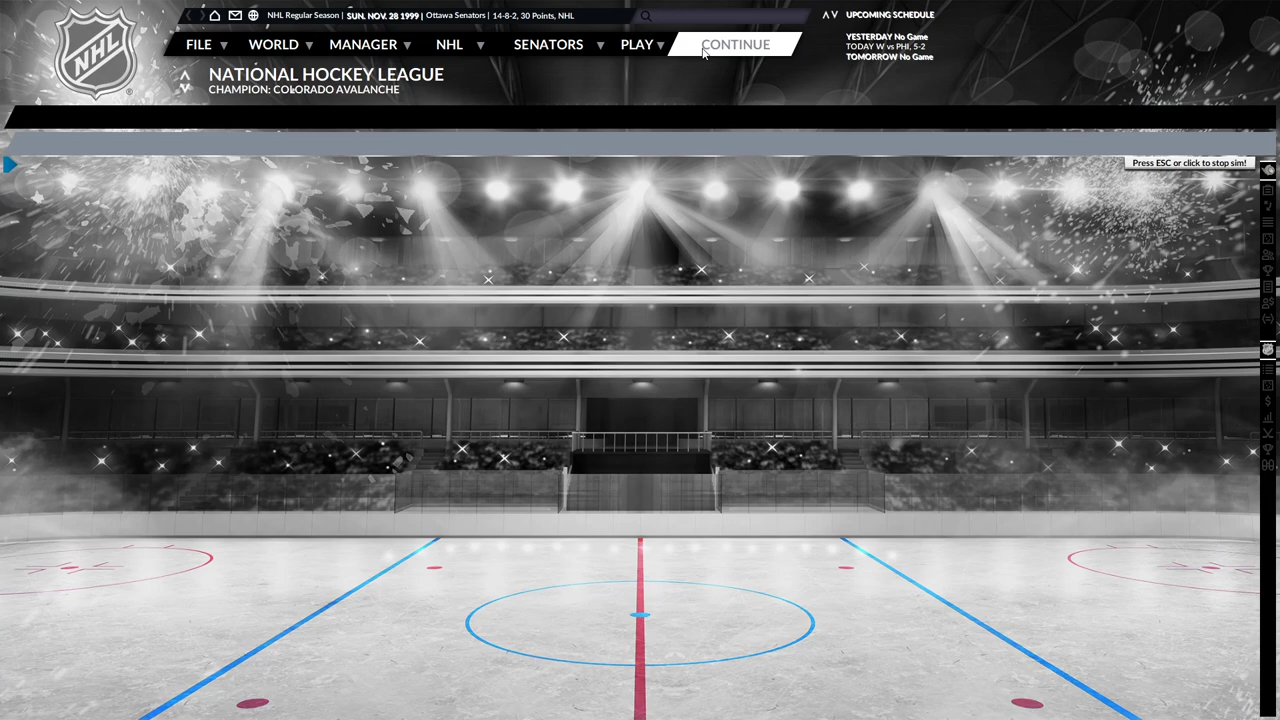 NHL Regular Season | SUN. NOV. 28 1999 | Ottawa Senators | 14-8-2, 30 Points, NHL
UPCOMING SCHEDULE
YESTERDAY No Game
TODAY W vs PHI, 5-2
TOMORROW No Game
FILE WORLD MANAGER NHL SENATORS PLAY CONTINUE
NHL
NATIONAL HOCKEY LEAGUE
CHAMPION: COLORADO AVALANCHE
Press ESC or click to stop sim!